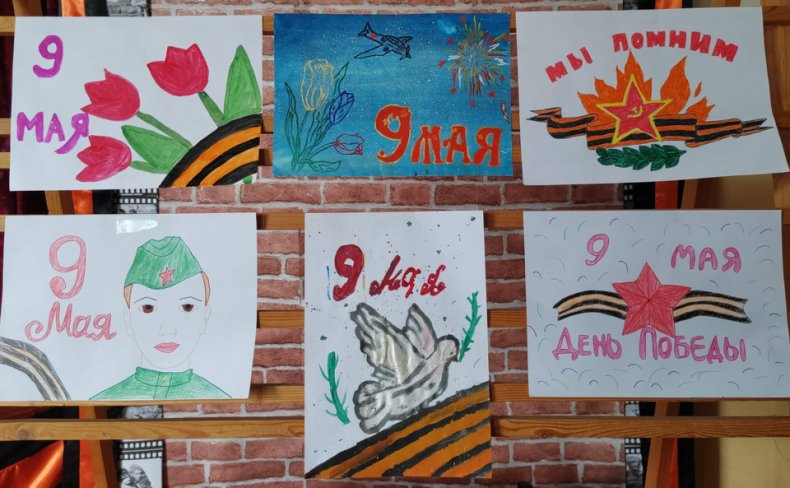 9
МАЯ
9 МАЯ
МЫ ПОМНИМ
9
Мая
9 мая
9 МАЯ
ДЕНЬ ПОБЕДЫ